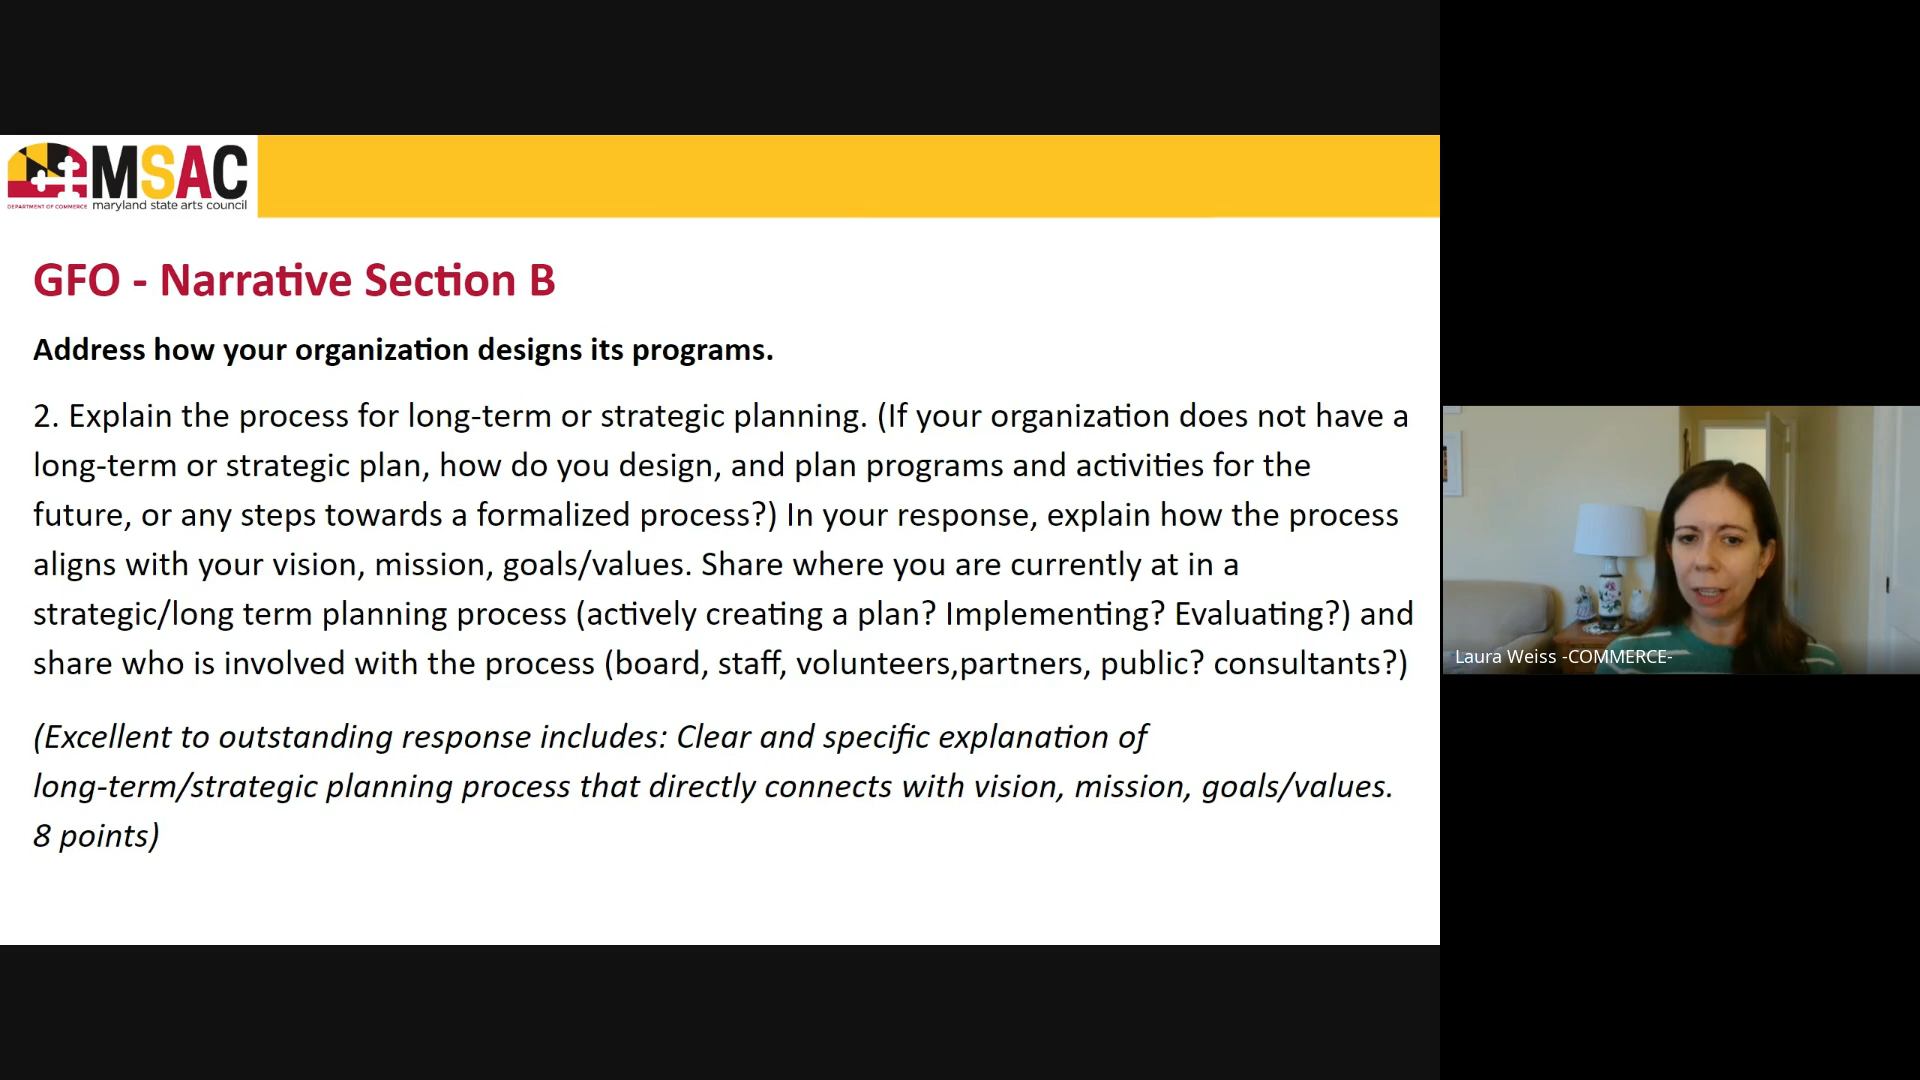 MSAC
DEPARTMENT OF COMMERCE
maryland state arts council
GFO - Narrative Section B
Address how your organization designs its programs.
2. Explain the process for long-term or strategic planning. (If your organization does not have a
long-term or strategic plan, how do you design, and plan programs and activities for the
future, or any steps towards a formalized process?) In your response, explain how the process
aligns with your vision, mission, goals/values. Share where you are currently at in a
strategic/long term planning process (actively creating a plan? Implementing? Evaluating?) and
share who is involved with the process (board, staff, volunteers,partners, public? consultants?)
(Excellent to outstanding response includes: Clear and specific explanation of
long-term/strategic planning process that directly connects with vision, mission, goals/values.
8 points)
Laura Weiss -COMMERCE-